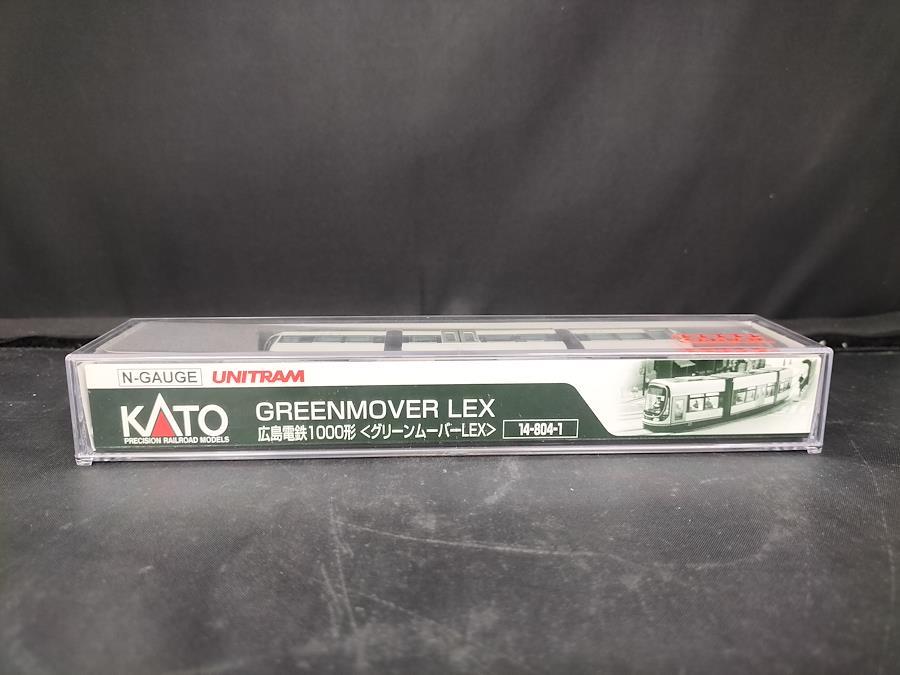 N-GAUGE UNITRAM
KATO
PRECISION RAILROAD MODELS
GREENMOVER LEX
広島電鉄1000形 <グリーンムーバーLEX> 14-804-1